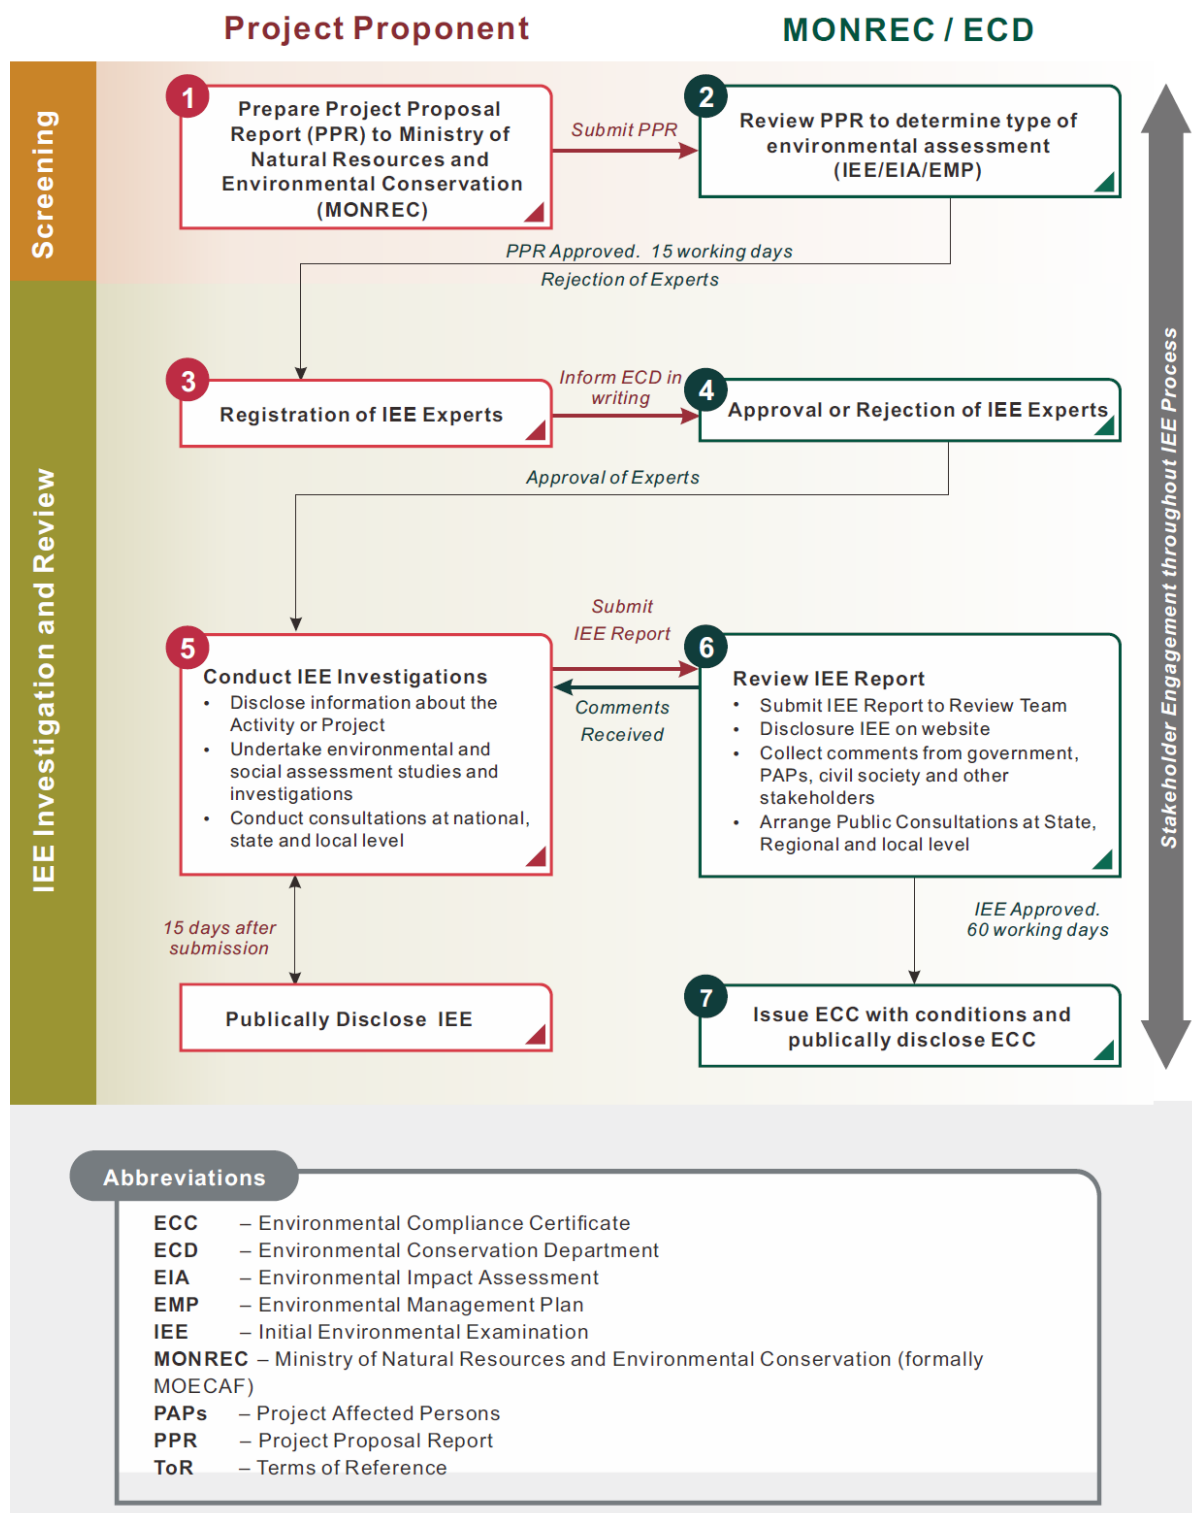 Project Proponent
MONREC / ECD
Screening
1
Prepare Project Proposal
Report (PPR) to Ministry of
Natural Resources and
Environmental Conservation
(MONREC)
Submit PPR
2
Review PPR to determine type of
environmental assessment
(IEE/EIA/EMP)
PPR Approved. 15 working days
Rejection of Experts
IEE Investigation and Review
3
Registration of IEE Experts
Inform ECD in
writing
4
Approval or Rejection of IEE Experts
Approval of Experts
5
Conduct IEE Investigations
• Disclose information about the
Activity or Project
• Undertake environmental and
social assessment studies and
investigations
• Conduct consultations at national,
state and local level
Submit
IEE Report
Comments
Received
6
Review IEE Report
• Submit IEE Report to Review Team
• Disclosure IEE on website
• Collect comments from government,
PAPs, civil society and other
stakeholders
• Arrange Public Consultations at State,
Regional and local level
15 days after
submission
IEE Approved.
60 working days
Publically Disclose IEE
7
Issue ECC with conditions and
publically disclose ECC
Stakeholder Engagement throughout IEE Process
Abbreviations
ECC – Environmental Compliance Certificate
ECD – Environmental Conservation Department
EIA – Environmental Impact Assessment
EMP – Environmental Management Plan
IEE – Initial Environmental Examination
MONREC – Ministry of Natural Resources and Environmental Conservation (formally
MOECAF)
PAPs – Project Affected Persons
PPR – Project Proposal Report
ToR – Terms of Reference